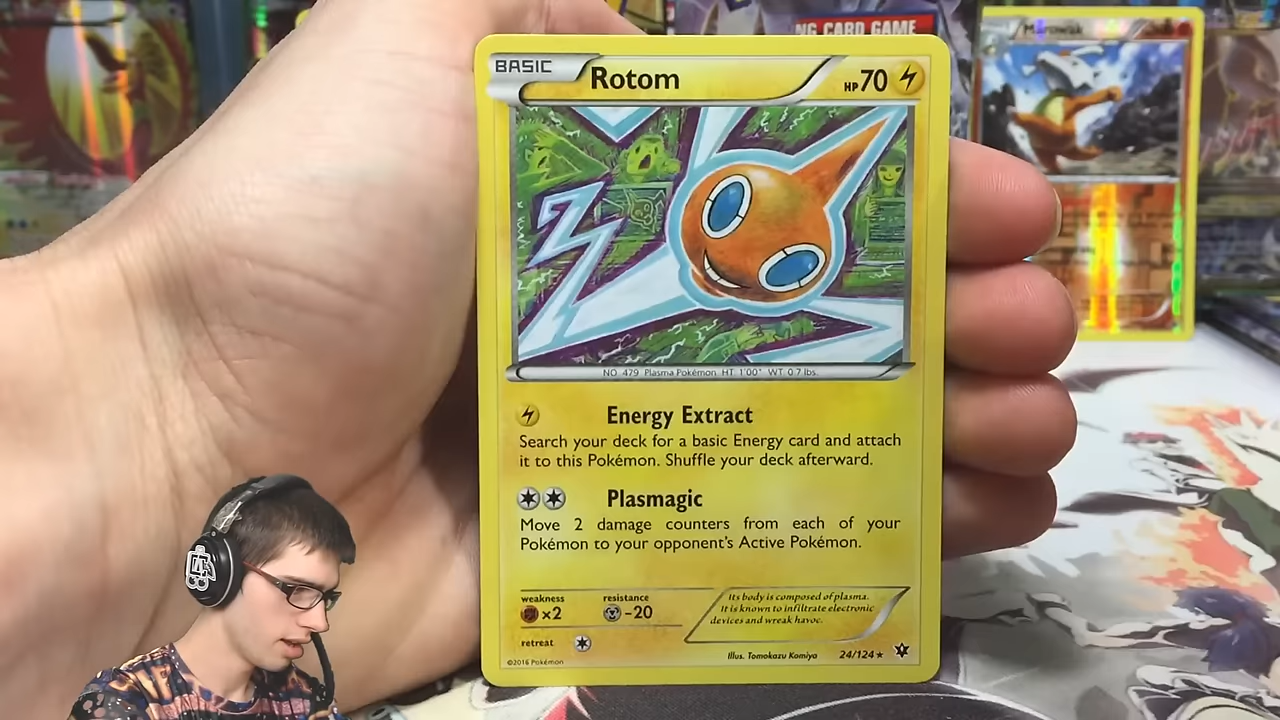 NG CARD GAME
Marowak
BASIC
Rotom
HP70
NO. 479 Plasma Pokémon HT: 1'00" WT: 0.7 lbs.
Energy Extract
Search your deck for a basic Energy card and attach
it to this Pokémon. Shuffle your deck afterward.
Plasmagic
Move 2 damage counters from each of your
Pokémon to your opponent's Active Pokémon.
weakness
×2
resistance
-20
retreat
Its body is composed of plasma.
It is known to infiltrate electronic
devices and wreak havoc.
Illus. Tomokazu Komiya
24/124★
©2016 Pokémon